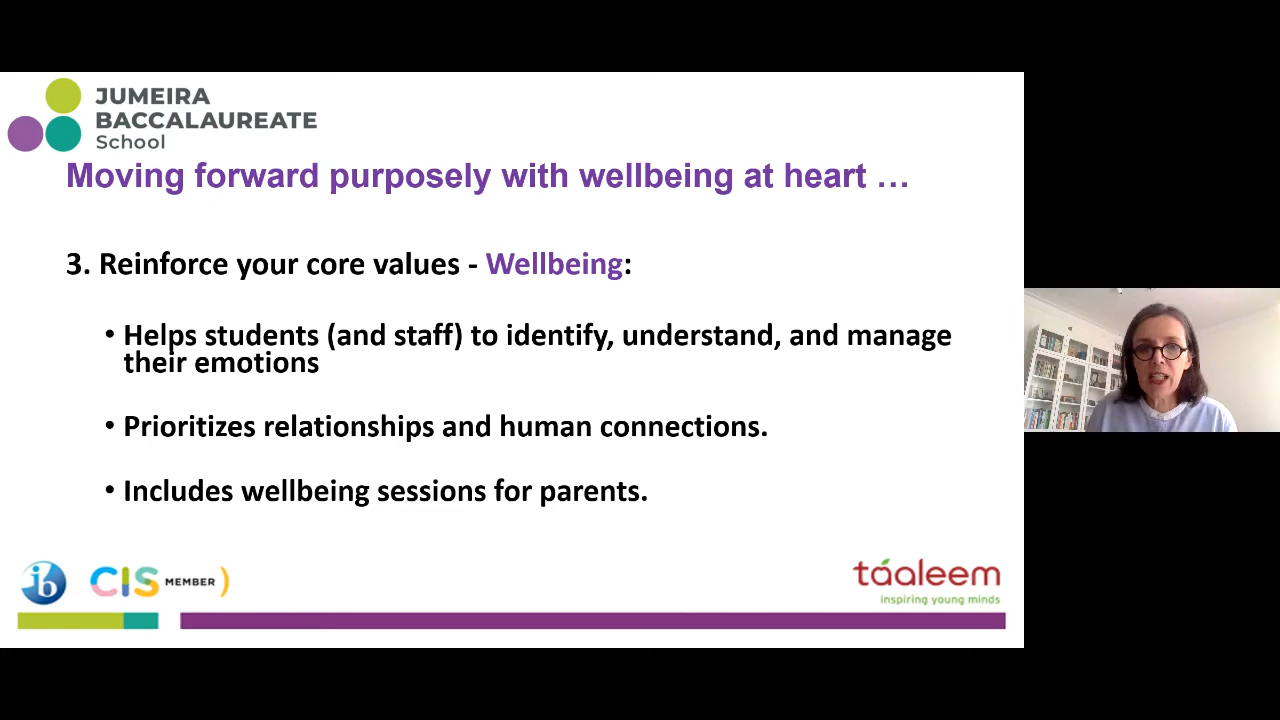 JUMEIRA
BACCALAUREATE
School
Moving forward purposely with wellbeing at heart …
3. Reinforce your core values - Wellbeing:
• Helps students (and staff) to identify, understand, and manage
their emotions
• Prioritizes relationships and human connections.
• Includes wellbeing sessions for parents.
ib
CIS MEMBER
taaleem
inspiring young minds